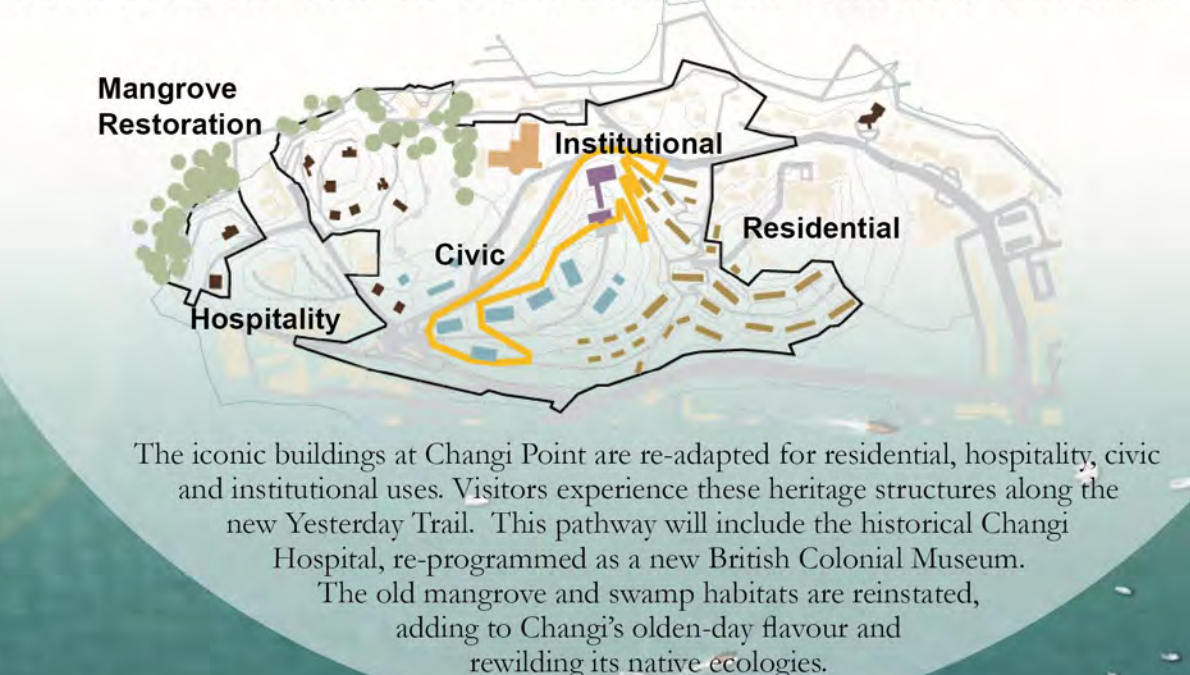 Mangrove
Restoration
Institutional
Residential
Civic
Hospitality
The iconic buildings at Changi Point are re-adapted for residential, hospitality, civic
and institutional uses. Visitors experience these heritage structures along the
new Yesterday Trail. This pathway will include the historical Changi
Hospital, re-programmed as a new British Colonial Museum.
The old mangrove and swamp habitats are reinstated,
adding to Changi's olden-day flavour and
rewilding its native ecologies.